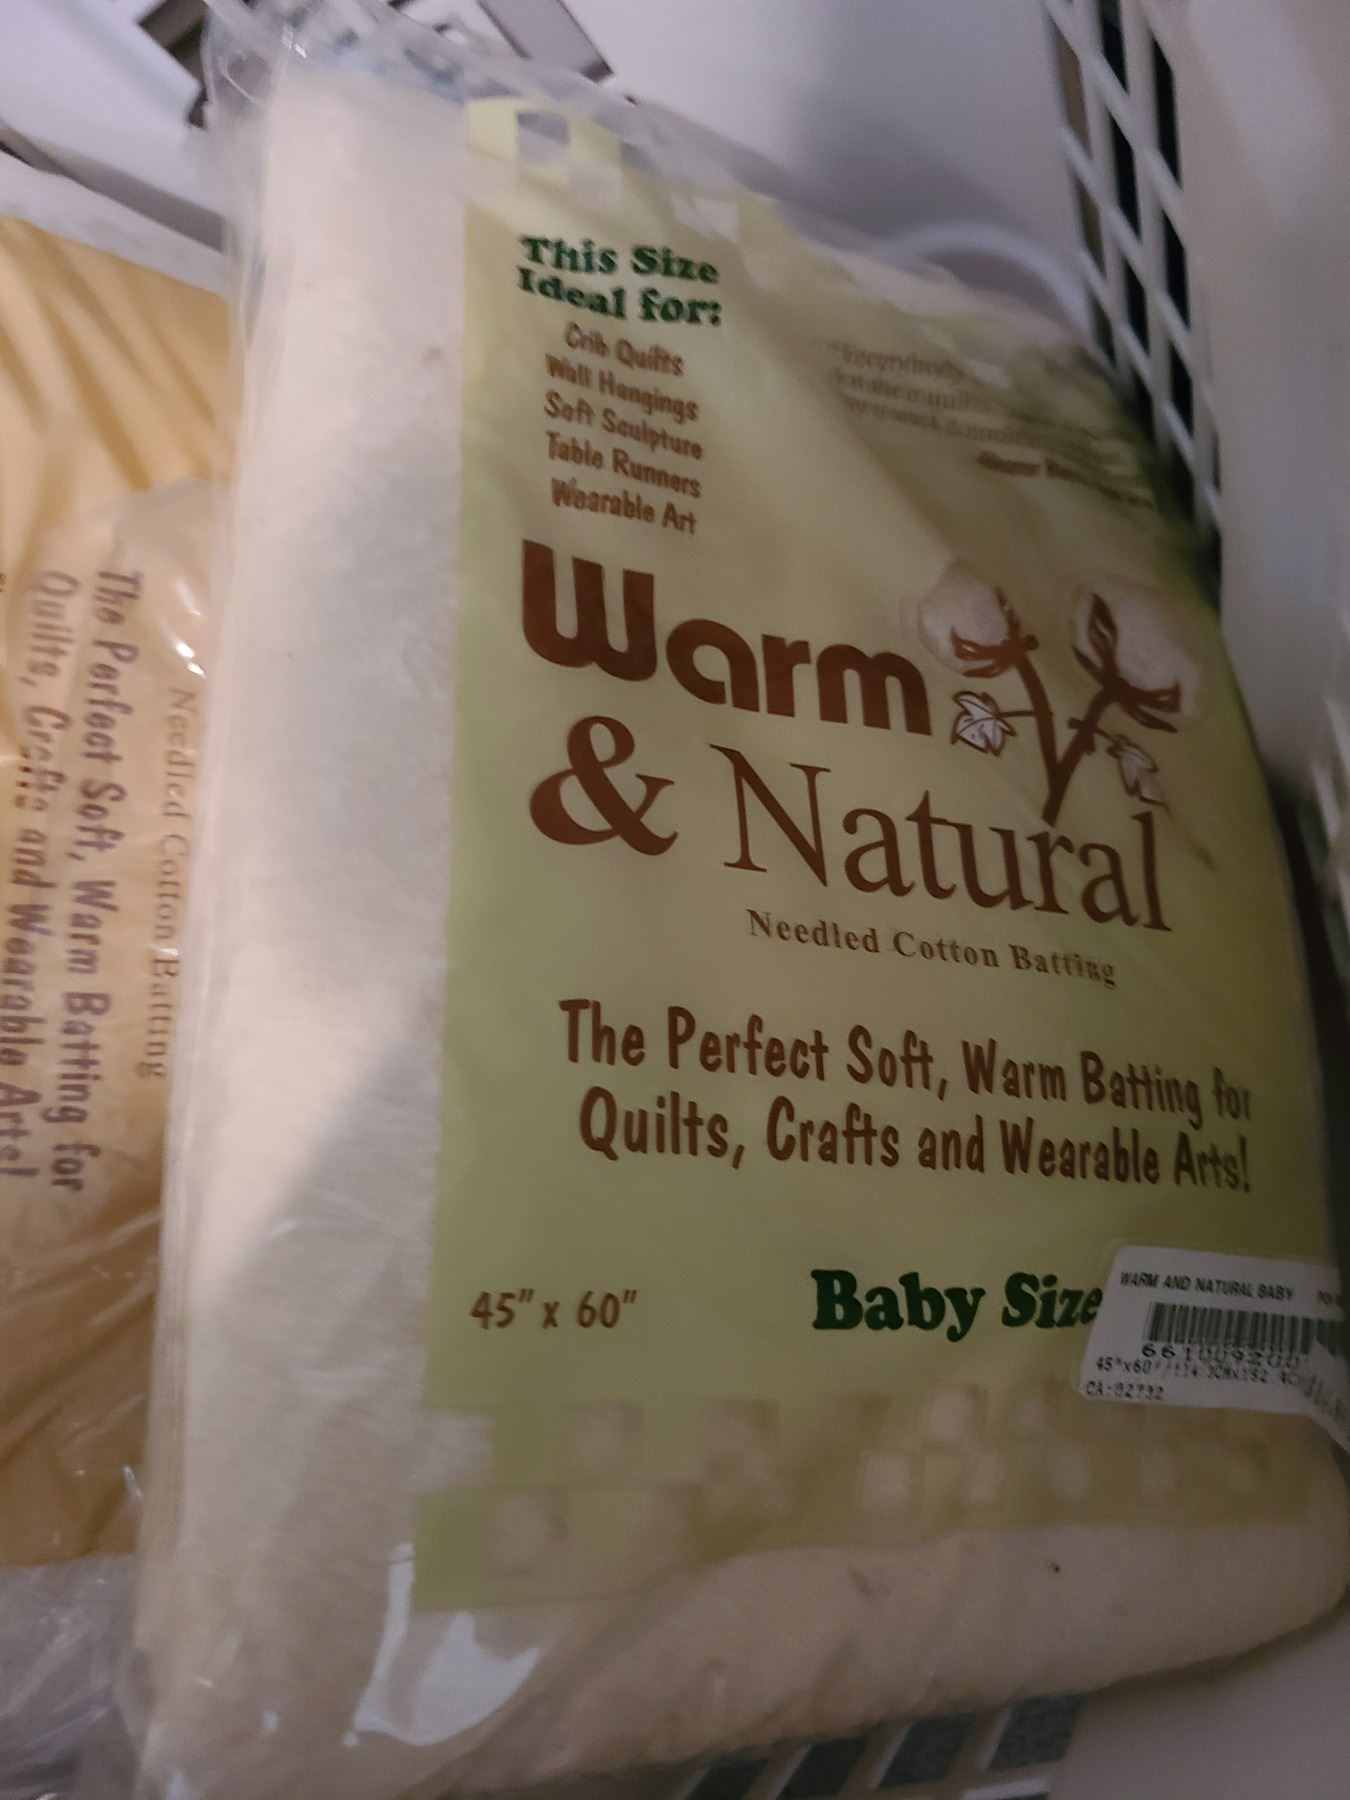 This Size
Ideal for:
Crib Quilts
Wall Hangings
Soft Sculpture
Table Runners
Wearable Art
Warm
& Natural
Needled Cotton Batting
The Perfect Soft, Warm Batting for
Quilts, Crafts and Wearable Arts!
45" x 60"
Baby Size
WARM AND NATURAL BABY
CA-02732
Needled Cotton Batting
The Perfect Soft, Warm Batting for
Quilts, Crafts and Wearable Arts!